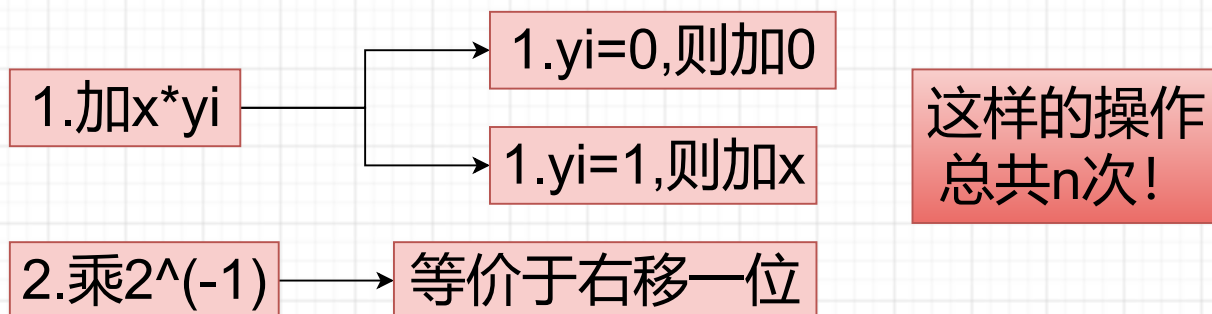 1.yi=0,则加0
1.加x*yi
1.yi=1,则加x
这样的操作
总共n次!
2.乘2^(-1)
等价于右移一位